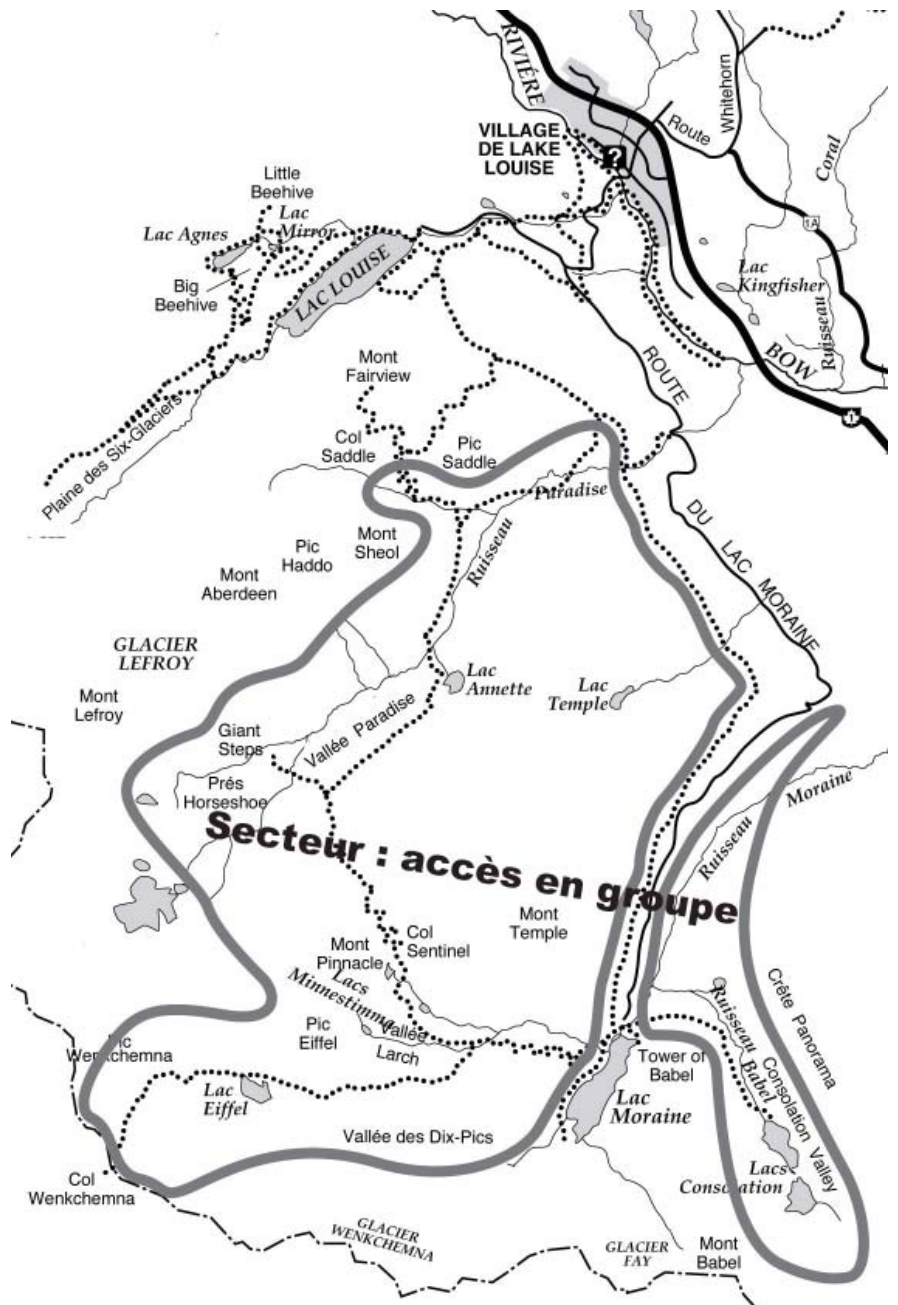 RIVIÈRE
Whitehorn
Route
VILLAGE
DE LAKE
LOUISE
?
Coral
1A
Little
Beehive
Lac
Mirror
Lac Agnes
Big
Beehive
LAC LOUISE
Lac
Kingfisher
Ruisseau
BOW
1
Mont
Fairview
ROUTE
Plaine des Six-Glaciers
Col
Saddle
Pic
Saddle
Paradise
Ruisseau
DU LAC MORAINE
Mont
Sheol
Pic
Haddo
Mont
Aberdeen
GLACIER
LEFROY
Mont
Lefroy
Lac
Annette
Lac
Temple
Giant
Steps
Vallée Paradise
Prés
Horseshoe
Moraine
Ruisseau
Secteur : accès en groupe
Mont
Temple
Col
Sentinel
Mont
Pinnacle
Lacs
Minnestimma
Vallée
Larch
Pic
Eiffel
Pic
Wenkchemna
Lac
Eiffel
Crête Panorama
Ruisseau
Babel
Consolation Valley
Tower of
Babel
Lac
Moraine
Vallée des Dix-Pics
Lacs
Consolation
Col
Wenkchemna
GLACIER
WENKCHEMNA
GLACIER
FAY
Mont
Babel